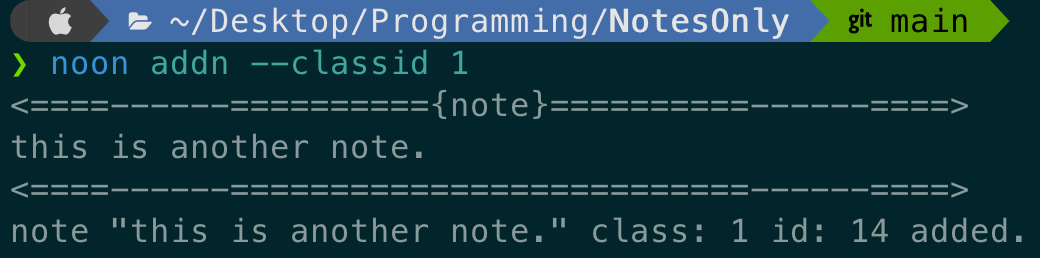 ~/Desktop/Programming/NotesOnly git main
❯ noon addn --classid 1
<====------=========={note}==========------====>
this is another note.
<====------==========================------====>
note "this is another note." class: 1 id: 14 added.